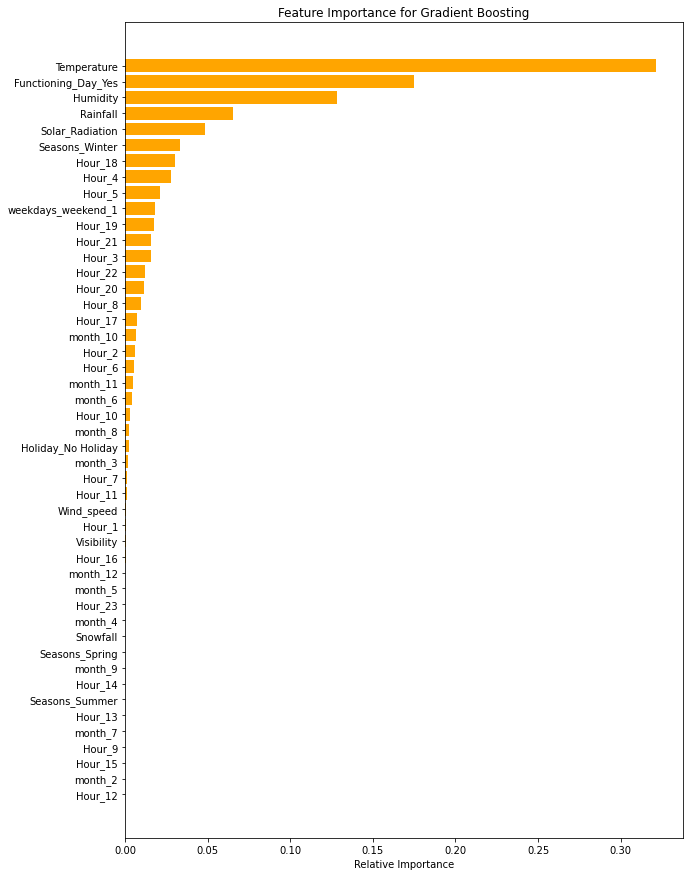 Feature Importance for Gradient Boosting
Temperature
Functioning_Day_Yes
Humidity
Rainfall
Solar_Radiation
Seasons_Winter
Hour_18
Hour_4
Hour_5
weekdays_weekend_1
Hour_19
Hour_21
Hour_3
Hour_22
Hour_20
Hour_8
Hour_17
month_10
Hour_2
Hour_6
month_11
month_6
Hour_10
month_8
Holiday_No Holiday
month_3
Hour_7
Hour_11
Wind_speed
Hour_1
Visibility
Hour_16
month_12
month_5
Hour_23
month_4
Snowfall
Seasons_Spring
month_9
Hour_14
Seasons_Summer
Hour_13
month_7
Hour_9
Hour_15
month_2
Hour_12
0.00 0.05 0.10 0.15 0.20 0.25 0.30
Relative Importance